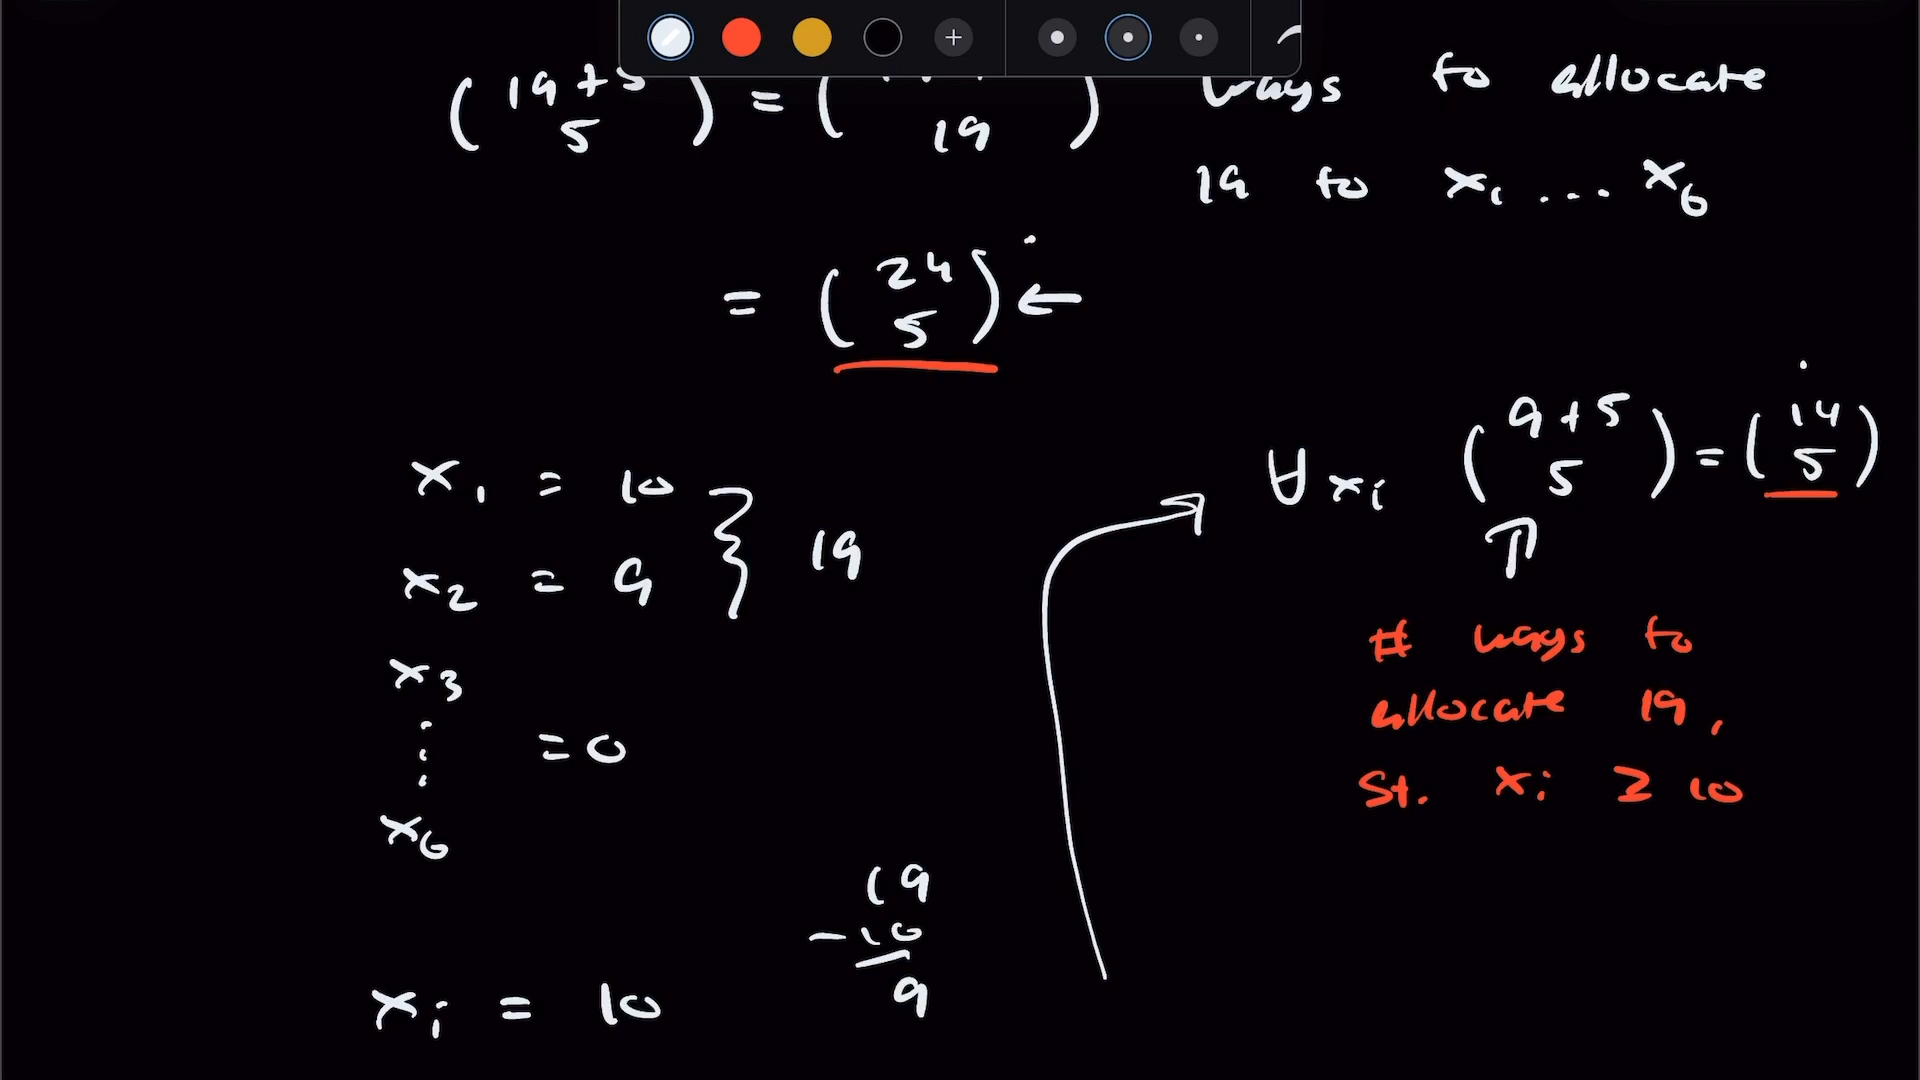 (19+5 5) = ( 19 ) ways to allocate
19 to x₁ ... x₆
= (24 5) ←
x₁ = 10 } 19
x₂ = 9
x₃
⋮ = 0
x₆
xᵢ = 10
19
-10
9
∀xᵢ (9+5 5) = (14 5)
↑
# ways to
allocate 19,
St. xᵢ ≥ 10